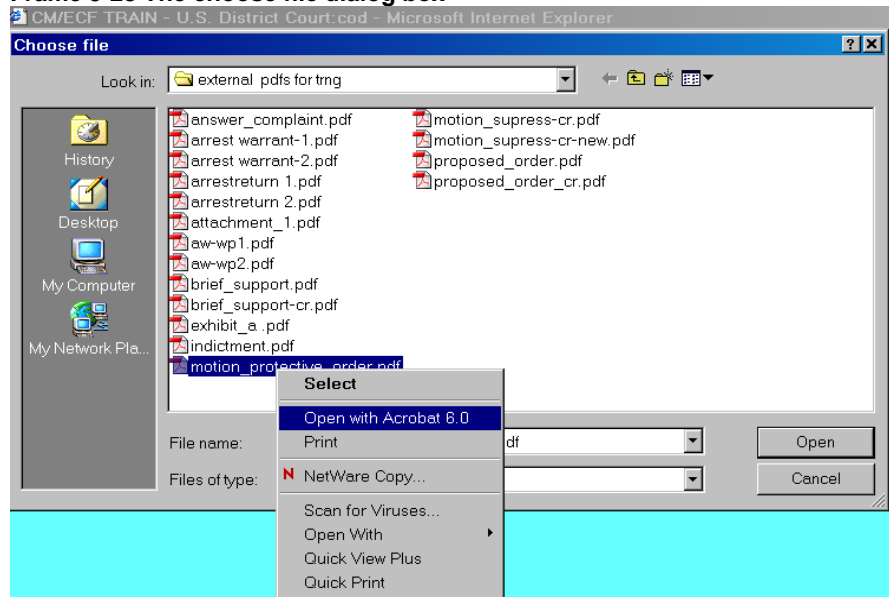 CM/ECF TRAIN - U.S. District Court:cod - Microsoft Internet Explorer
Choose file
Look in: external pdfs for trng
History
Desktop
My Computer
My Network Pla...
answer_complaint.pdf
arrest warrant-1.pdf
arrest warrant-2.pdf
arrestreturn 1.pdf
arrestreturn 2.pdf
attachment_1.pdf
aw-wp1.pdf
aw-wp2.pdf
brief_support.pdf
brief_support-cr.pdf
exhibit_a .pdf
indictment.pdf
motion_protective_order.pdf
motion_supress-cr.pdf
motion_supress-cr-new.pdf
proposed_order.pdf
proposed_order_cr.pdf
Select
Open with Acrobat 6.0
Print
N NetWare Copy...
Scan for Viruses...
Open With
Quick View Plus
Quick Print
File name: df Open
Files of type: Cancel